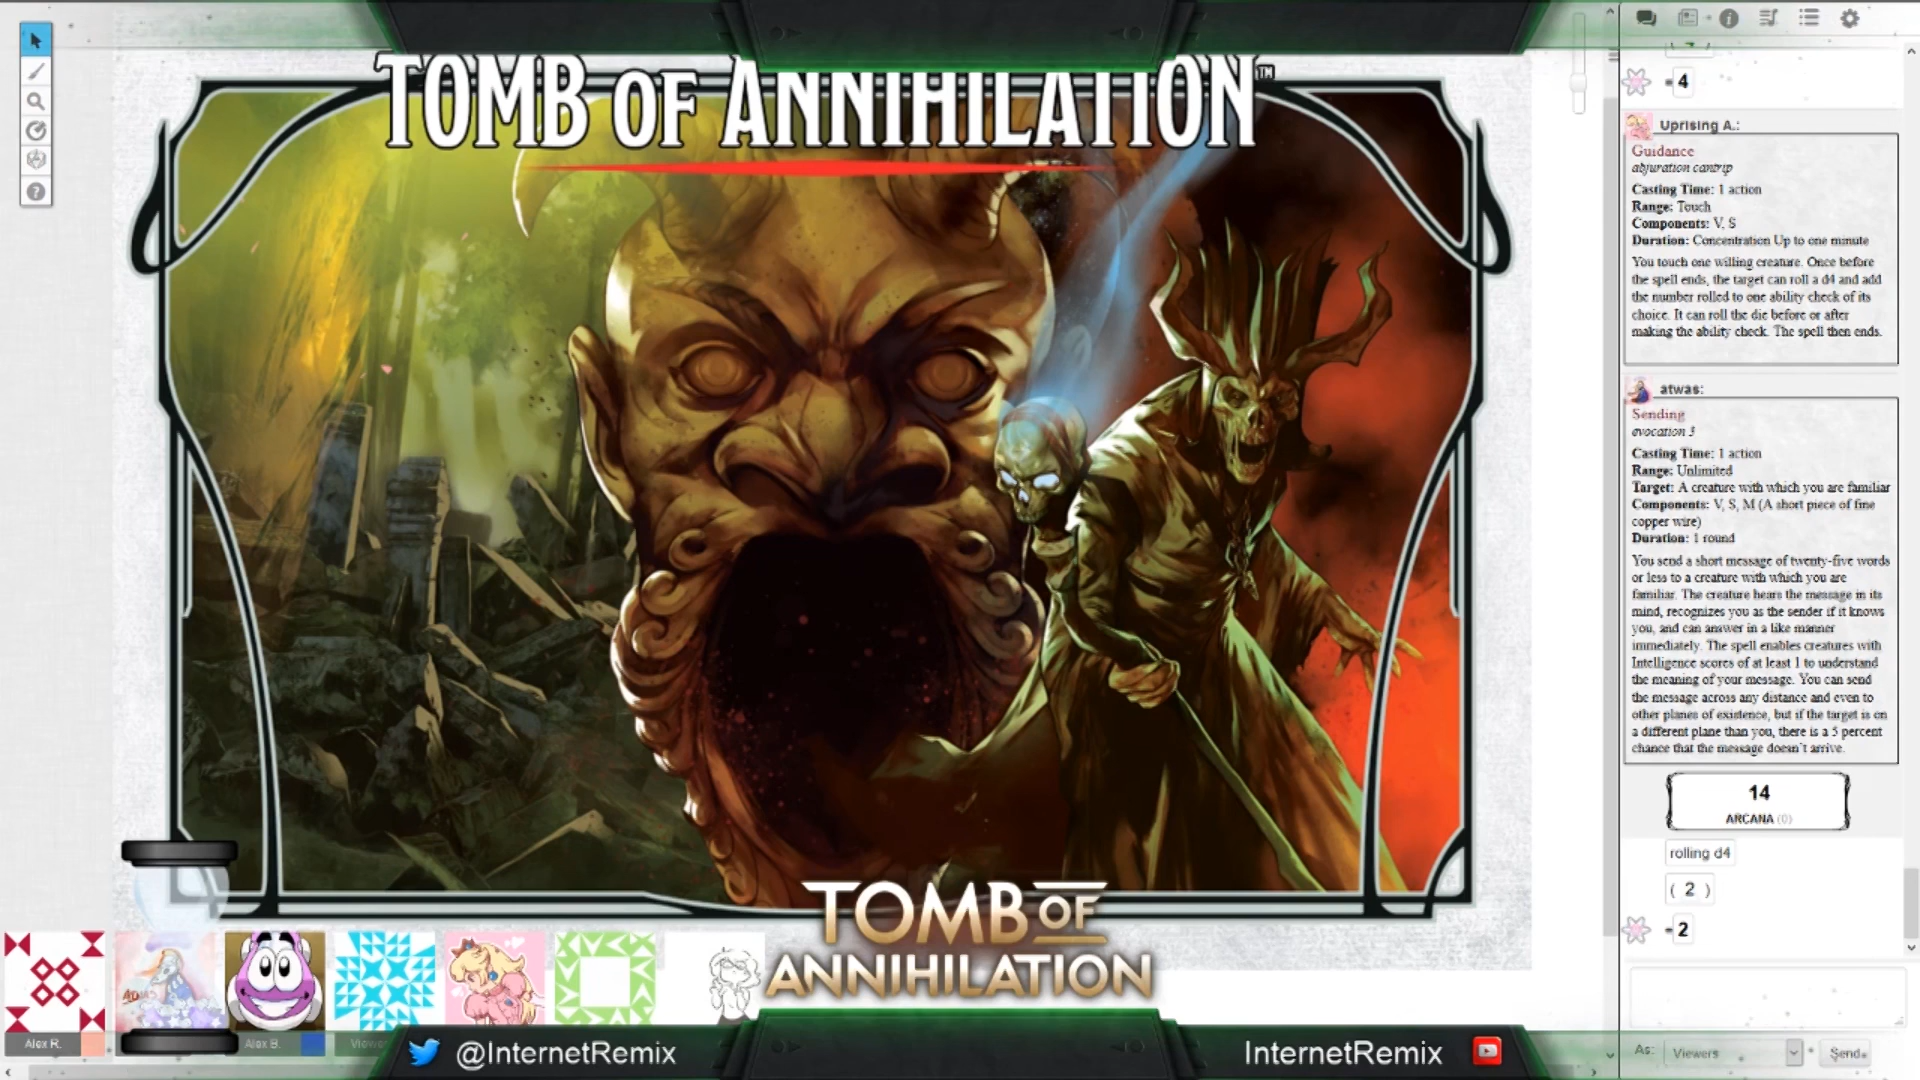 TOMB OF ANNIHILATION™
4
Uprising A.:
Guidance
abjuration cantrip
Casting Time: 1 action
Range: Touch
Components: V, S
Duration: Concentration Up to one minute
You touch one willing creature. Once before
the spell ends, the target can roll a d4 and add
the number rolled to one ability check of its
choice. It can roll the die before or after
making the ability check. The spell then ends.
atwas:
Sending
evocation 3
Casting Time: 1 action
Range: Unlimited
Target: A creature with which you are familiar
Components: V, S, M (A short piece of fine
copper wire)
Duration: 1 round
You send a short message of twenty-five words
or less to a creature with which you are
familiar. The creature hears the message in its
mind, recognizes you as the sender if it knows
you, and can answer in a like manner
immediately. The spell enables creatures with
Intelligence scores of at least 1 to understand
the meaning of your message. You can send
the message across any distance and even to
other planes of existence, but if the target is on
a different plane than you, there is a 5 percent
chance that the message doesn't arrive.
14
ARCANA (0)
rolling d4
( 2 )
=2
TOMB OF
ANNIHILATION
Alex R.
Alex B.
@InternetRemix
InternetRemix
As: Viewers
Send